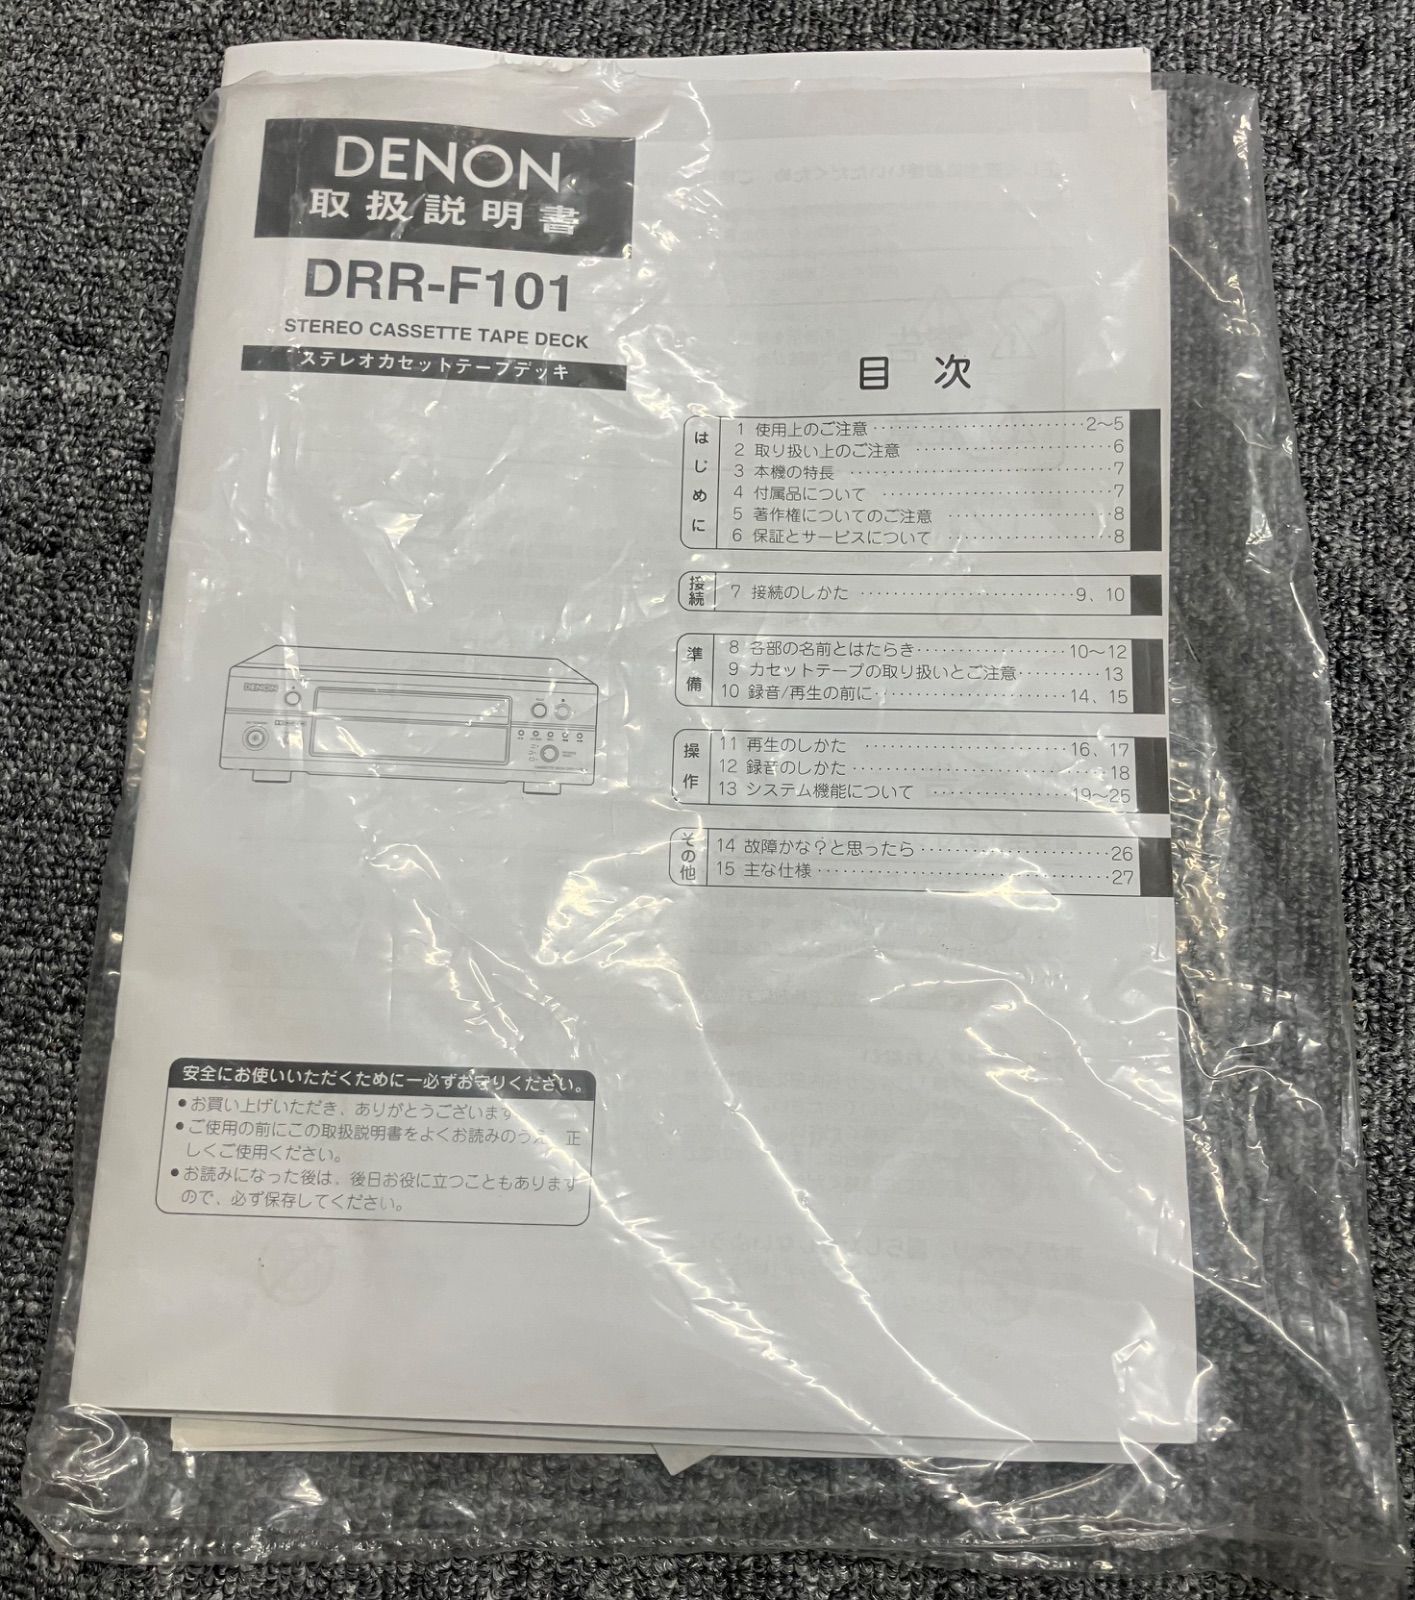 DENON
取扱説明書
DRR-F101
STEREO CASSETTE TAPE DECK
ステレオカセットテープデッキ
目 次
はじめに
1 使用上のご注意 ‥‥‥‥‥‥‥‥ 2〜5
2 取り扱い上のご注意 ‥‥‥‥‥‥‥‥ 6
3 本機の特長 ‥‥‥‥‥‥‥‥ 7
4 付属品について ‥‥‥‥‥‥‥‥ 7
5 著作権についてのご注意 ‥‥‥‥‥‥‥‥ 8
6 保証とサービスについて ‥‥‥‥‥‥‥‥ 8
接続
7 接続のしかた ‥‥‥‥‥‥‥‥ 9、10
準備
8 各部の名前とはたらき ‥‥‥‥‥‥‥‥ 10〜12
9 カセットテープの取り扱いとご注意 ‥‥‥‥‥‥‥‥ 13
10 録音/再生の前に ‥‥‥‥‥‥‥‥ 14、15
操作
11 再生のしかた ‥‥‥‥‥‥‥‥ 16、17
12 録音のしかた ‥‥‥‥‥‥‥‥ 18
13 システム機能について ‥‥‥‥‥‥‥‥ 19〜25
その他
14 故障かな？と思ったら ‥‥‥‥‥‥‥‥ 26
15 主な仕様 ‥‥‥‥‥‥‥‥ 27
DENON
安全にお使いいただくために―必ずお守りください。
●お買い上げいただき、ありがとうございます
●ご使用の前にこの取扱説明書をよくお読みのうえ、正
しくご使用ください。
●お読みになった後は、後日お役に立つこともあります
ので、必ず保存してください。